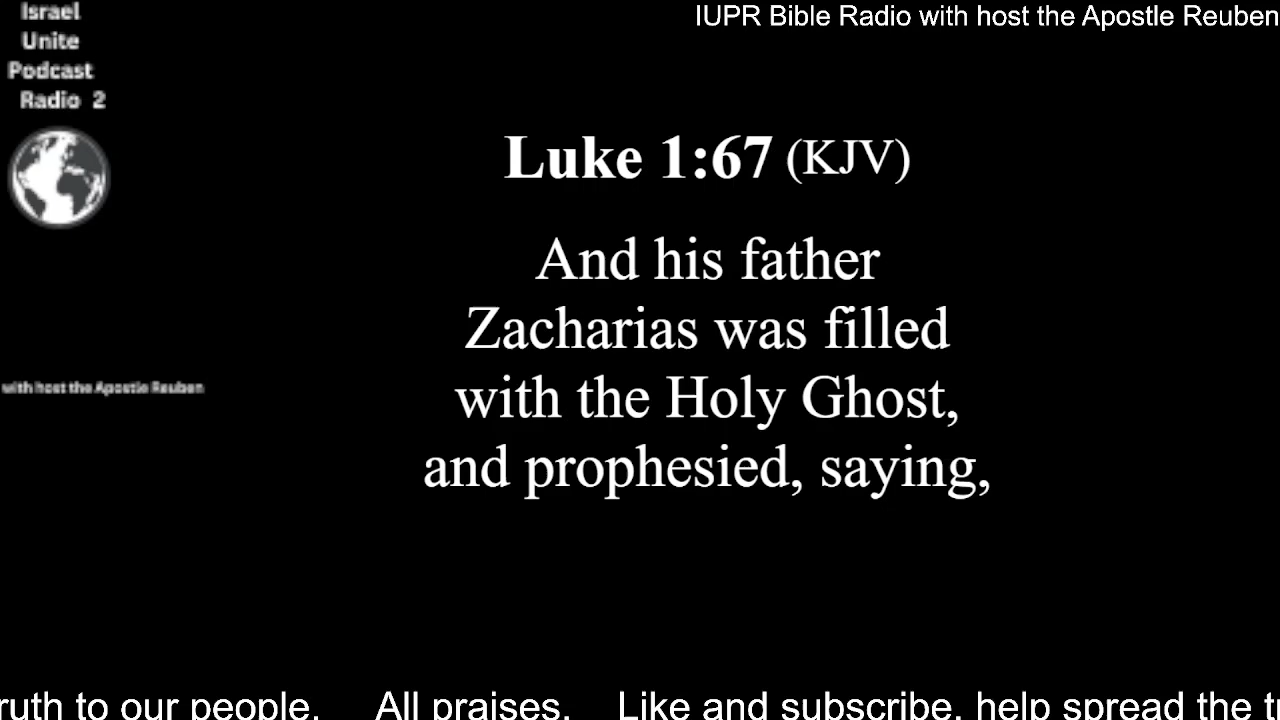 Israel
Unite
Podcast
Radio 2
IUPR Bible Radio with host the Apostle Reuben
Luke 1:67 (KJV)
And his father
Zacharias was filled
with the Holy Ghost,
and prophesied, saying,
with host the Apostle Reuben
ruth to our people. All praises. Like and subscribe, help spread the t